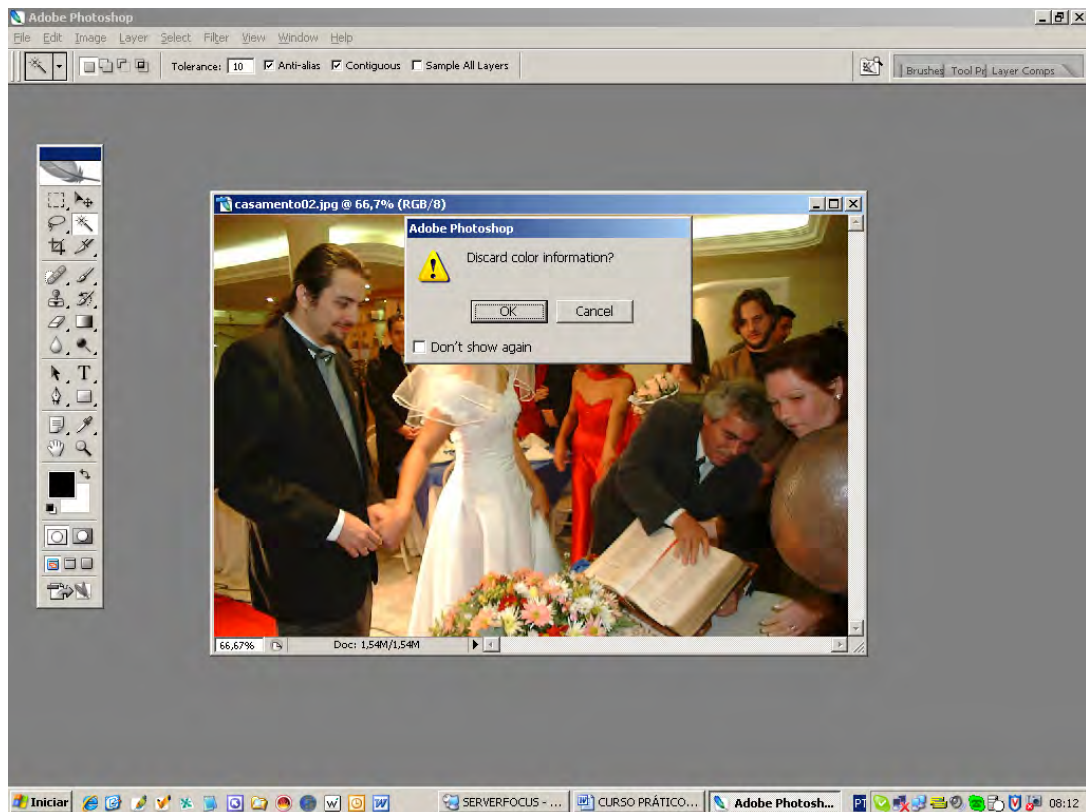 Adobe Photoshop
File Edit Image Layer Select Filter View Window Help
Tolerance: 10 Anti-alias Contiguous Sample All Layers
Brushes Tool Pr Layer Comps
casamento02.jpg @ 66,7% (RGB/8)
Adobe Photoshop
Discard color information?
OK Cancel
Don't show again
66,67% Doc: 1,54M/1,54M
Iniciar SERVERFOCUS - ... CURSO PRÁTICO... Adobe Photosh... PT 08:12